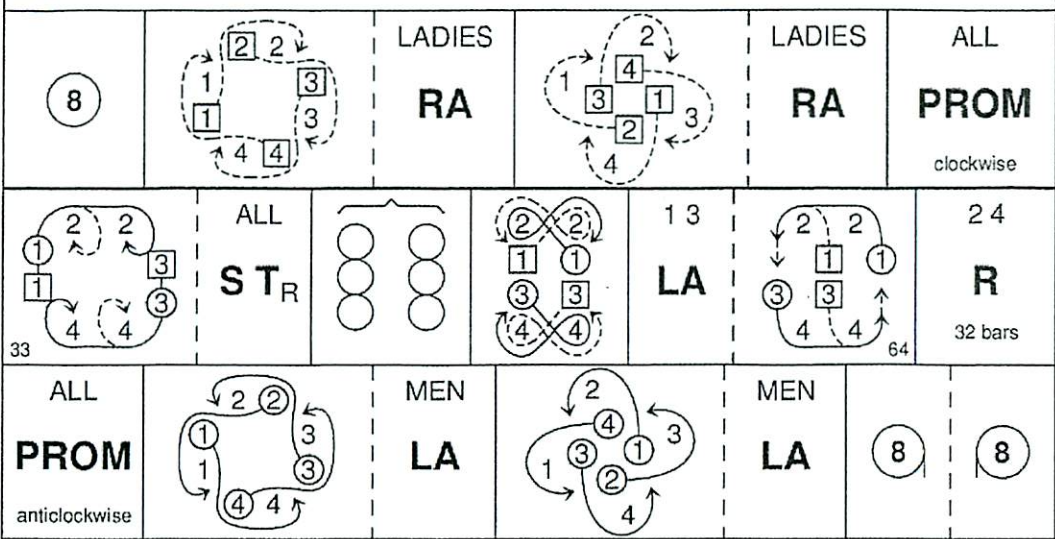 8
2 2
1 3
1 3
4 4
LADIES
RA
2
1 4
3 1 3
2
4
LADIES
RA
ALL
PROM
clockwise
2 2
1 3
1 3
4 4
33
ALL
S TR
2 2
1 1
3 3
4 4
1 3
LA
2 2
1 1
3 3
4 4
64
2 4
R
32 bars
ALL
PROM
anticlockwise
2 2
1 3
1 3
4 4
MEN
LA
2
4 3
1 3 1
2
4
MEN
LA
8
8